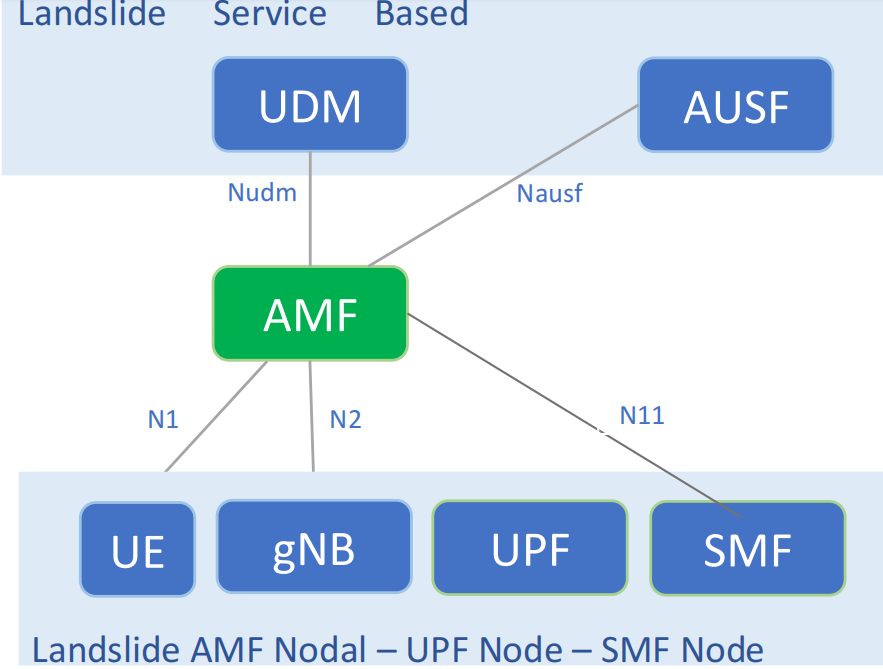 Landslide Service Based
UDM
AUSF
Nudm
Nausf
AMF
N1
N2
N11
UE
gNB
UPF
SMF
Landslide AMF Nodal – UPF Node – SMF Node